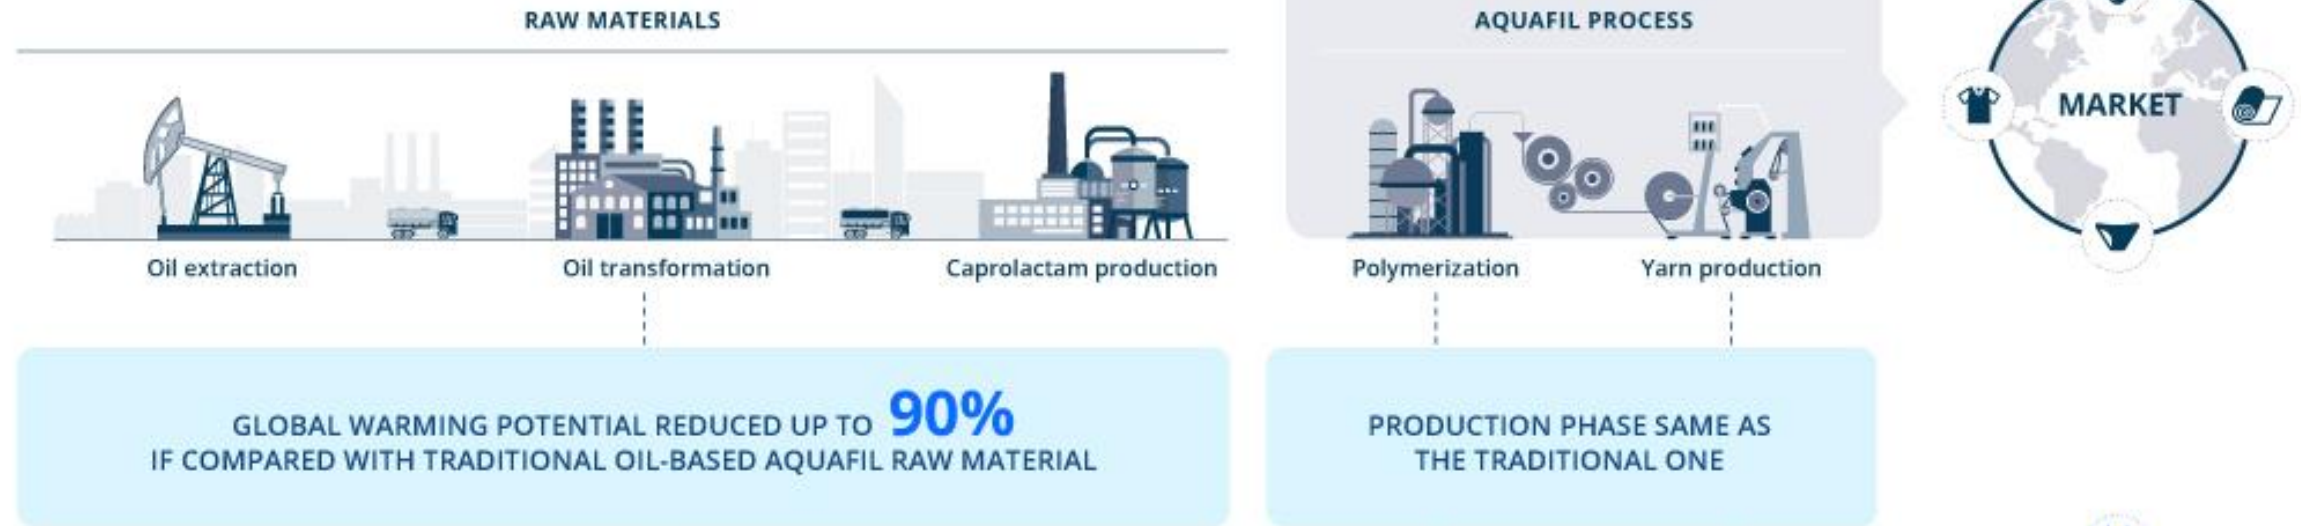 RAW MATERIALS
AQUAFIL PROCESS
MARKET
Oil extraction
Oil transformation
Caprolactam production
Polymerization
Yarn production
GLOBAL WARMING POTENTIAL REDUCED UP TO 90%
IF COMPARED WITH TRADITIONAL OIL-BASED AQUAFIL RAW MATERIAL
PRODUCTION PHASE SAME AS
THE TRADITIONAL ONE